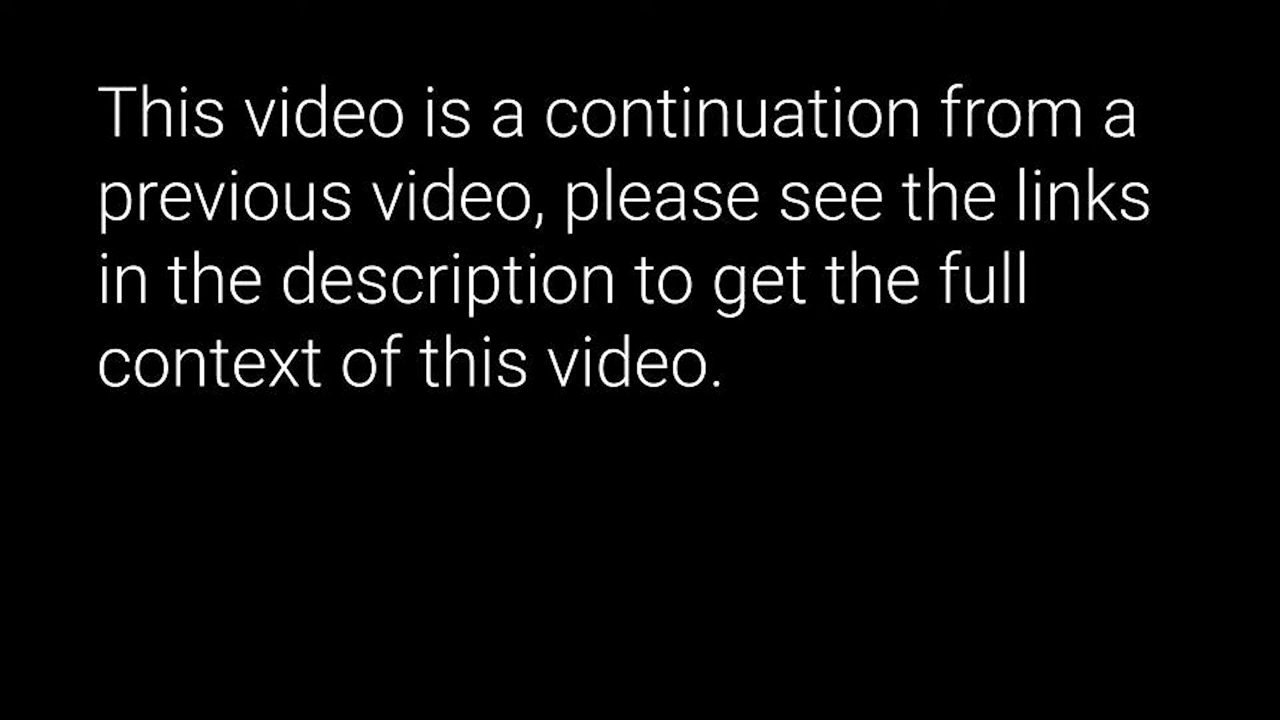 This video is a continuation from a
previous video, please see the links
in the description to get the full
context of this video.